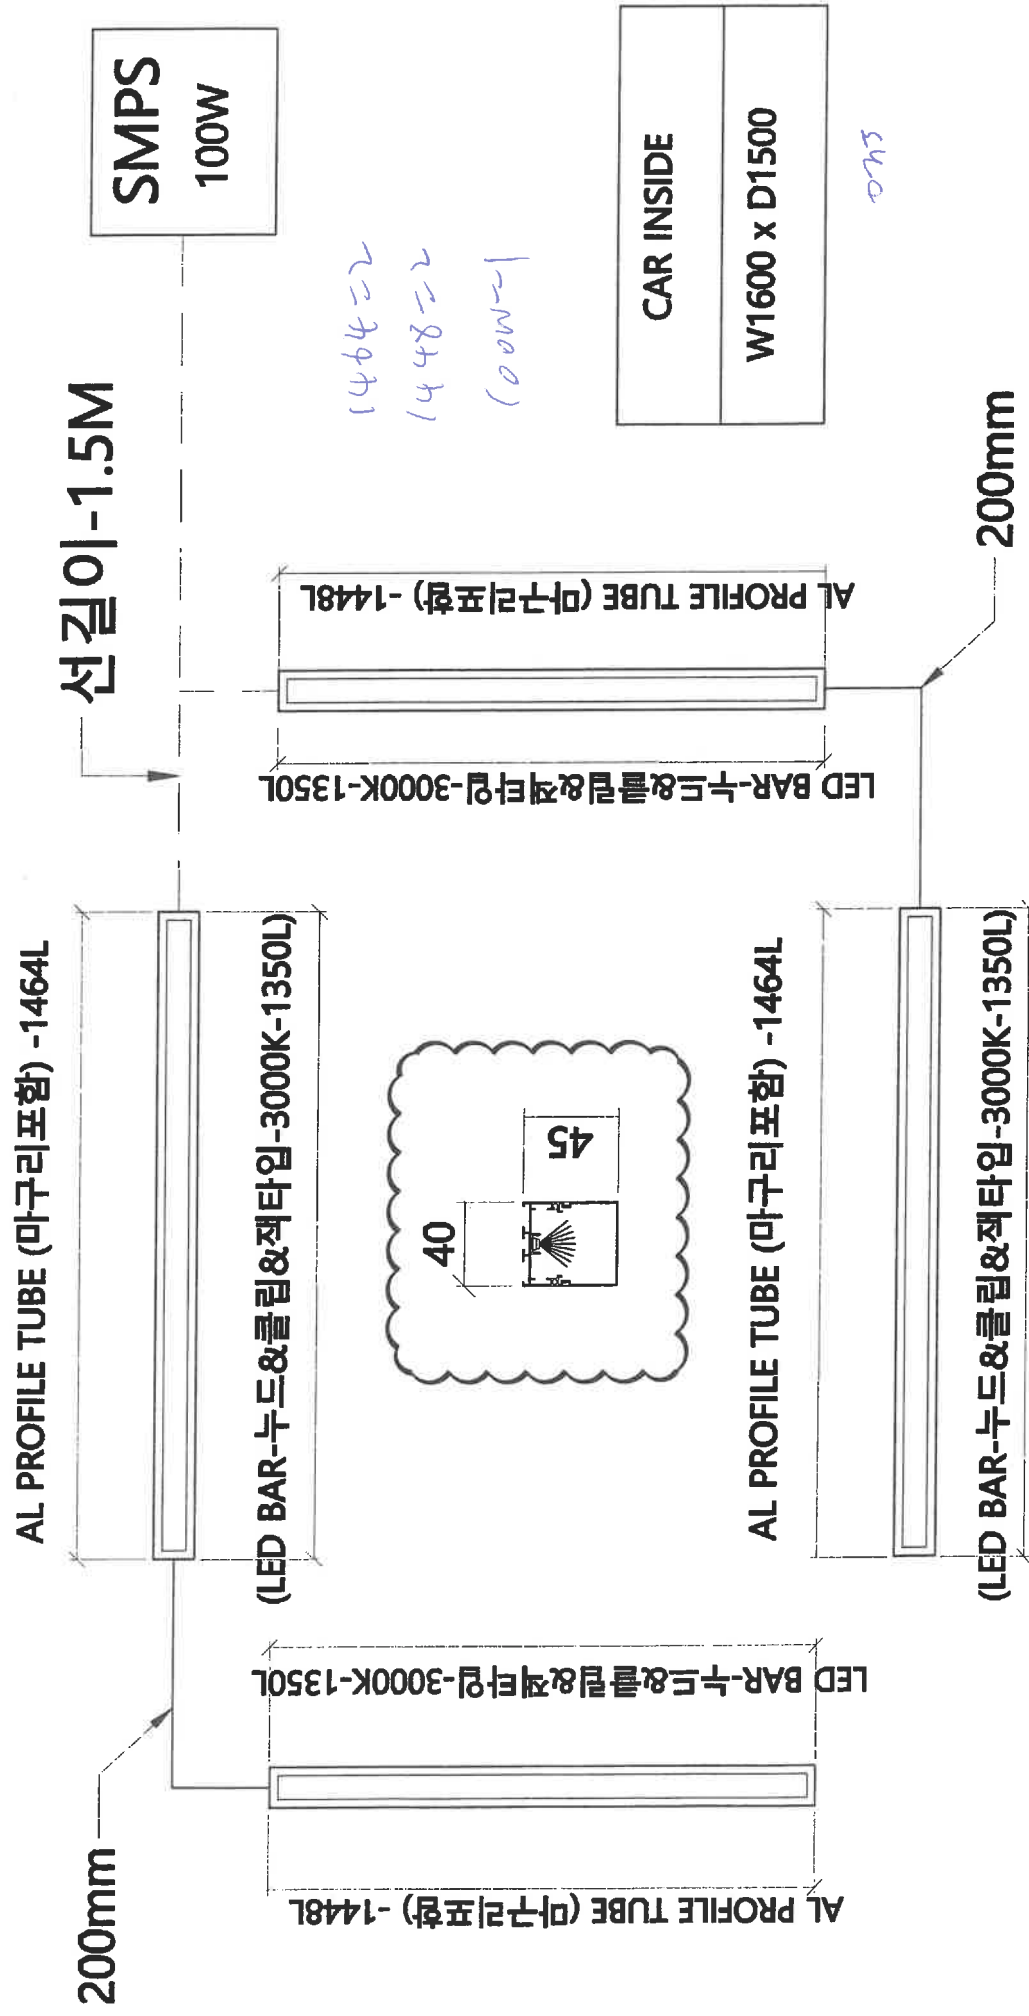 200mm
AL PROFILE TUBE (마구리포함) -1464L
선길이-1.5M
SMPS
100W
(LED BAR-누드&클립&잭타입-3000K-1350L)
AL PROFILE TUBE (마구리포함) -1448L
LED BAR-누드&클립&잭타입-3000K-1350L
40
45
LED BAR-누드&클립&잭타입-3000K-1350L
AL PROFILE TUBE (마구리포함) -1448L
1464=2
1448=2
100W-1
CAR INSIDE
W1600 x D1500
AL PROFILE TUBE (마구리포함) -1464L
(LED BAR-누드&클립&잭타입-3000K-1350L)
200mm